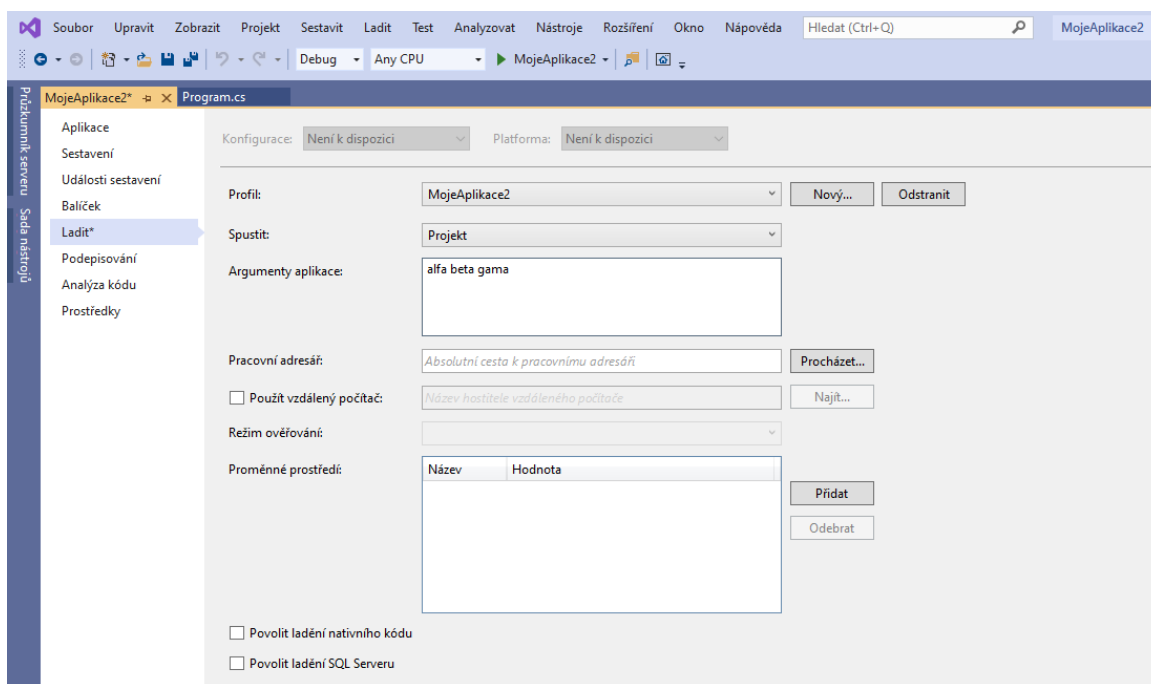 Soubor Upravit Zobrazit Projekt Sestavit Ladit Test Analyzovat Nástroje Rozšíření Okno Nápověda Hledat (Ctrl+Q) MojeAplikace2
Debug Any CPU MojeAplikace2
Průzkumník serveru
Sada nástrojů
MojeAplikace2* Program.cs
Aplikace
Sestavení
Události sestavení
Balíček
Ladit*
Podepisování
Analýza kódu
Prostředky
Konfigurace: Není k dispozici Platforma: Není k dispozici
Profil: MojeAplikace2 Nový... Odstranit
Spustit: Projekt
Argumenty aplikace: alfa beta gama
Pracovní adresář: Absolutní cesta k pracovnímu adresáři Procházet...
Použít vzdálený počítač: Název hostitele vzdáleného počítače Najít...
Režim ověřování:
Proměnné prostředí: Název Hodnota
Přidat
Odebrat
Povolit ladění nativního kódu
Povolit ladění SQL Serveru